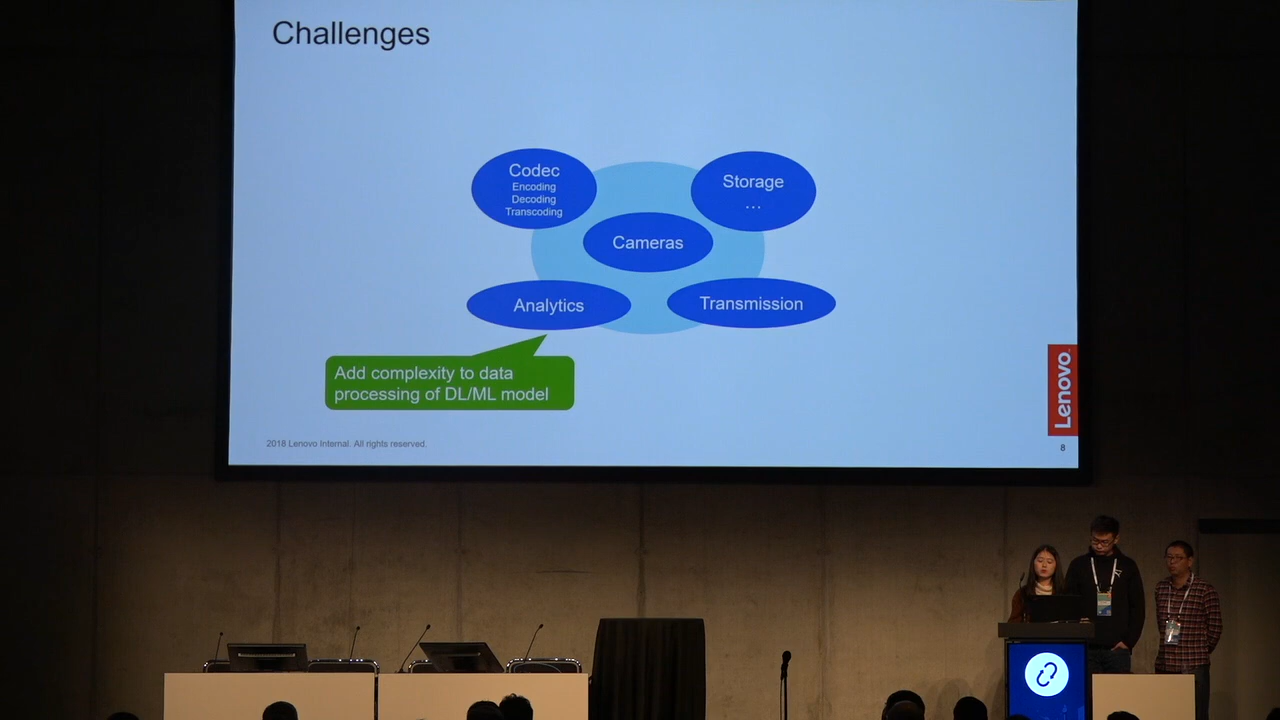 Challenges
Codec
Encoding
Decoding
Transcoding
Storage
...
Cameras
Analytics
Transmission
Add complexity to data
processing of DL/ML model
Lenovo
2018 Lenovo Internal. All rights reserved.
8